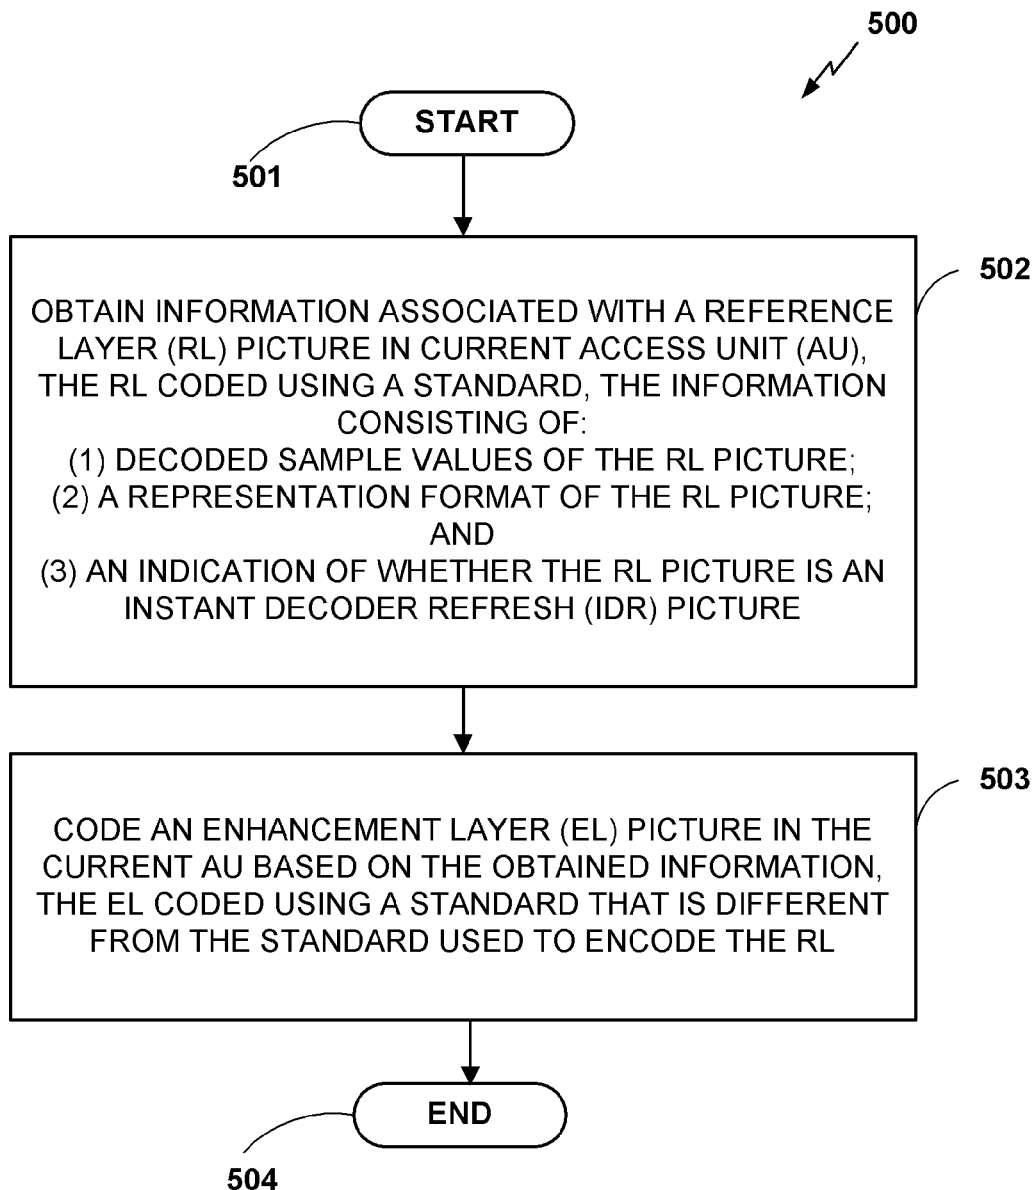 500
START
501
502
OBTAIN INFORMATION ASSOCIATED WITH A REFERENCE
LAYER (RL) PICTURE IN CURRENT ACCESS UNIT (AU),
THE RL CODED USING A STANDARD, THE INFORMATION
CONSISTING OF:
(1) DECODED SAMPLE VALUES OF THE RL PICTURE;
(2) A REPRESENTATION FORMAT OF THE RL PICTURE;
AND
(3) AN INDICATION OF WHETHER THE RL PICTURE IS AN
INSTANT DECODER REFRESH (IDR) PICTURE
503
CODE AN ENHANCEMENT LAYER (EL) PICTURE IN THE
CURRENT AU BASED ON THE OBTAINED INFORMATION,
THE EL CODED USING A STANDARD THAT IS DIFFERENT
FROM THE STANDARD USED TO ENCODE THE RL
END
504